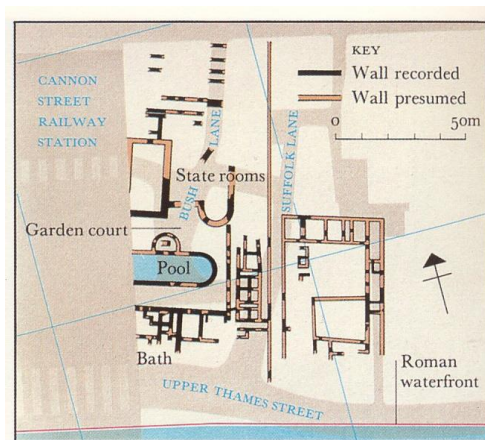 KEY
Wall recorded
Wall presumed
0 50m
CANNON
STREET
RAILWAY
STATION
BUSH LANE
SUFFOLK LANE
State rooms
Garden court
Pool
Bath
Roman
waterfront
UPPER THAMES STREET